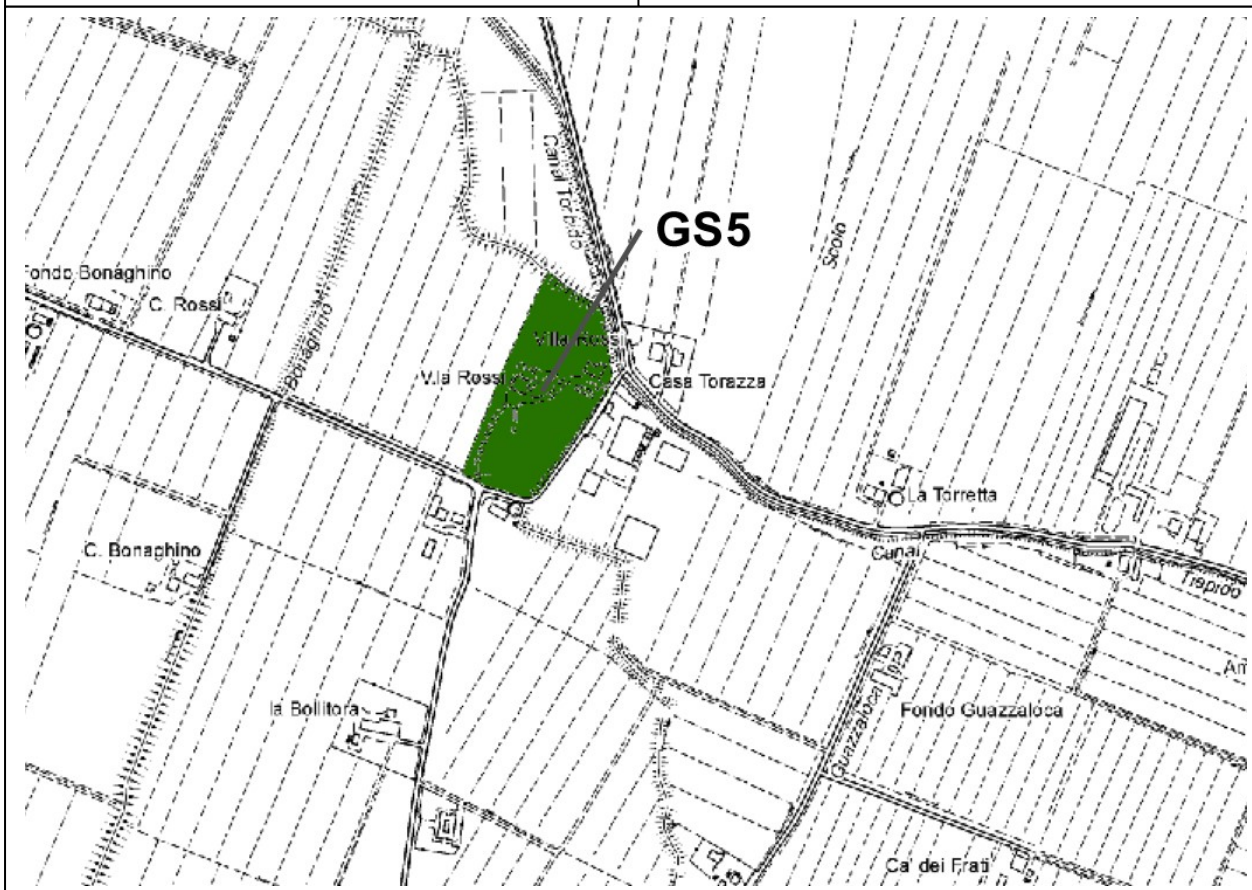 Canal Torbido
GS5
Scolo
Fondo Bonaghino
C. Rossi
Bonaghino
Villa Rossi
V.la Rossi
Casa Torazza
La Torretta
C. Bonaghino
Canal
la Bollitora
Guazzaloca
Fondo Guazzaloca
Ca' dei Frati